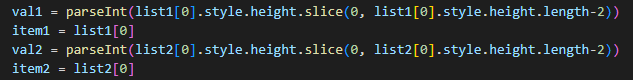 val1 = parseInt(list1[0].style.height.slice(0, list1[0].style.height.length-2))
item1 = list1[0]
val2 = parseInt(list2[0].style.height.slice(0, list2[0].style.height.length-2))
item2 = list2[0]